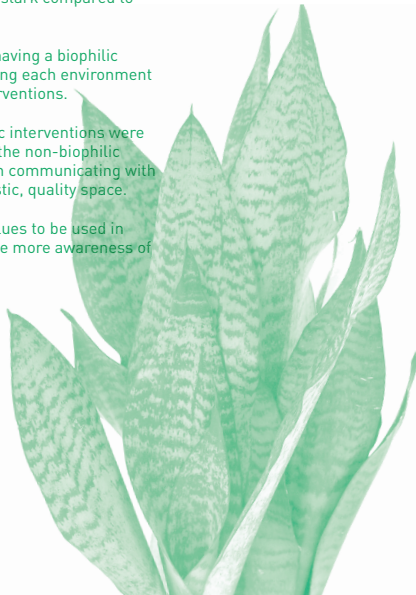 stark compared to
having a biophilic
ng each environment
rventions.
c interventions were
the non-biophilic
n communicating with
stic, quality space.
lues to be used in
e more awareness of